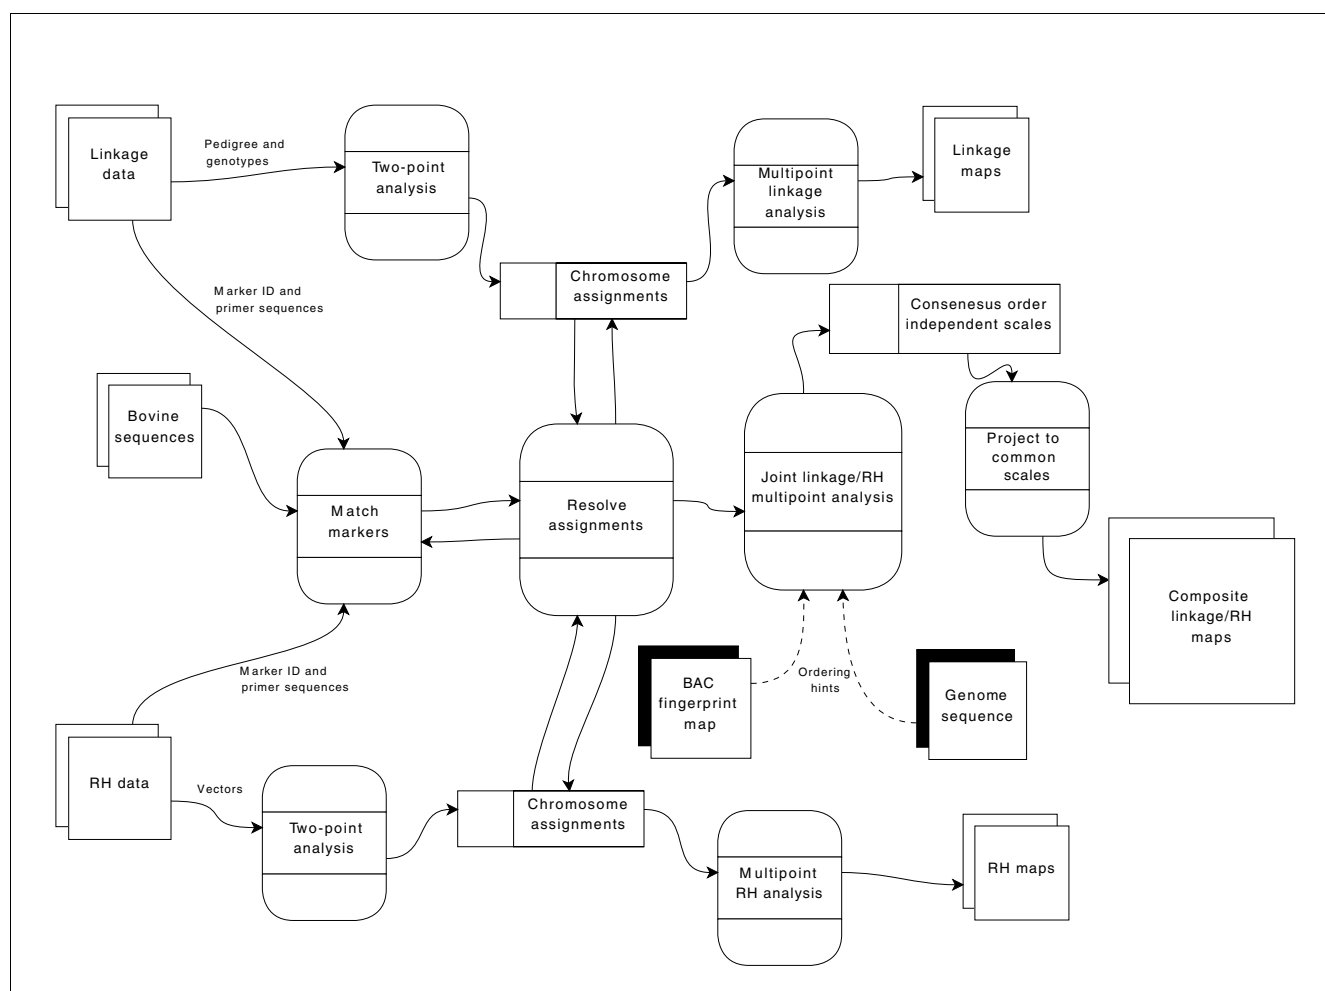 Linkage
data
Pedigree and
genotypes
Two-point
analysis
Multipoint
linkage
analysis
Linkage
maps
Chromosome
assignments
Marker ID and
primer sequences
Consenesus order
independent scales
Bovine
sequences
Match
markers
Resolve
assignments
Joint linkage/RH
multipoint analysis
Project to
common
scales
Composite
linkage/RH
maps
Marker ID and
primer sequences
BAC
fingerprint
map
Ordering
hints
Genome
sequence
RH data
Vectors
Two-point
analysis
Chromosome
assignments
Multipoint
RH analysis
RH maps